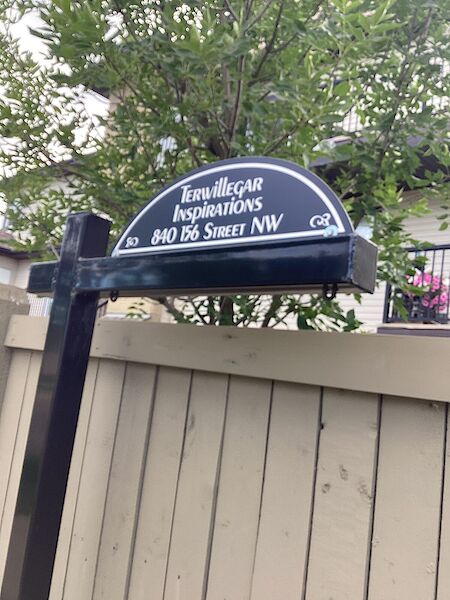 Terwillegar
Inspirations
840 156 Street NW